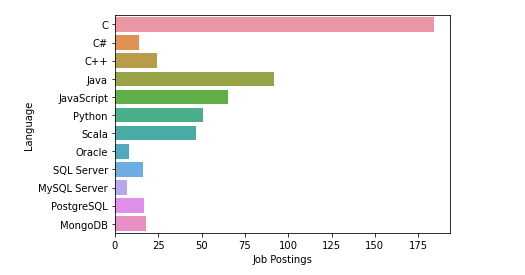 C
C#
C++
Java
JavaScript
Python
Scala
Oracle
SQL Server
MySQL Server
PostgreSQL
MongoDB
Language
0 25 50 75 100 125 150 175
Job Postings